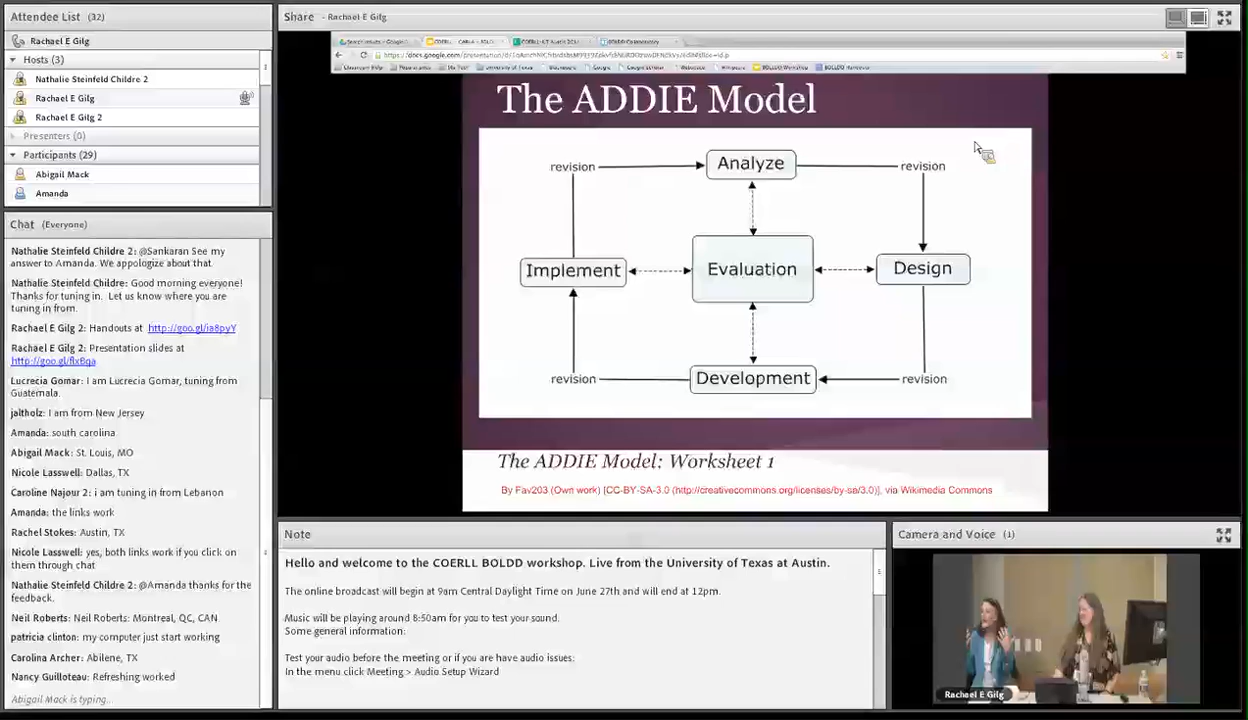 Attendee List (32)
Rachael E Gilg
Hosts (3)
Nathalie Steinfeld Childre 2
Rachael E Gilg
Rachael E Gilg 2
Presenters (0)
Participants (29)
Abigail Mack
Amanda
Chat (Everyone)
Nathalie Steinfeld Childre 2: @Sankaran See my
answer to Amanda. We apologize about that.
Nathalie Steinfeld Childre: Good morning everyone!
Thanks for tuning in. Let us know where you are
tuning in from.
Rachael E Gilg 2: Handouts at http://goo.gl/ia8pyY
Rachael E Gilg 2: Presentation slides at
Lucrecia Gomar: I am Lucrecia Gomar, tuning from
Guatemala.
jaltholz: I am from New Jersey
Amanda: south carolina
Abigail Mack: St. Louis, MO
Nicole Lasswell: Dallas, TX
Caroline Najour 2: i am tuning in from Lebanon
Amanda: the links work
Rachel Stokes: Austin, TX
Nicole Lasswell: yes, both links work if you click on
them through chat
Nathalie Steinfeld Childre 2: @Amanda thanks for the
feedback.
Neil Roberts: Neil Roberts: Montreal, QC, CAN
patricia clinton: my computer just start working
Carolina Archer: Abilene, TX
Nancy Guilloteau: Refreshing worked
Abigail Mack is typing...
Share - Rachael E Gilg
The ADDIE Model
revision
Analyze
revision
Implement
Evaluation
Design
revision
Development
revision
The ADDIE Model: Worksheet 1
By Fav203 (Own work) [CC-BY-SA-3.0 (http://creativecommons.org/licenses/by-sa/3.0)], via Wikimedia Commons
Note
Hello and welcome to the COERLL BOLDD workshop. Live from the University of Texas at Austin.
The online broadcast will begin at 9am Central Daylight Time on June 27th and will end at 12pm.
Music will be playing around 8:50am for you to test your sound.
Some general information:
Test your audio before the meeting or if you are have audio issues:
In the menu click Meeting > Audio Setup Wizard
Camera and Voice (1)
Rachael E Gilg